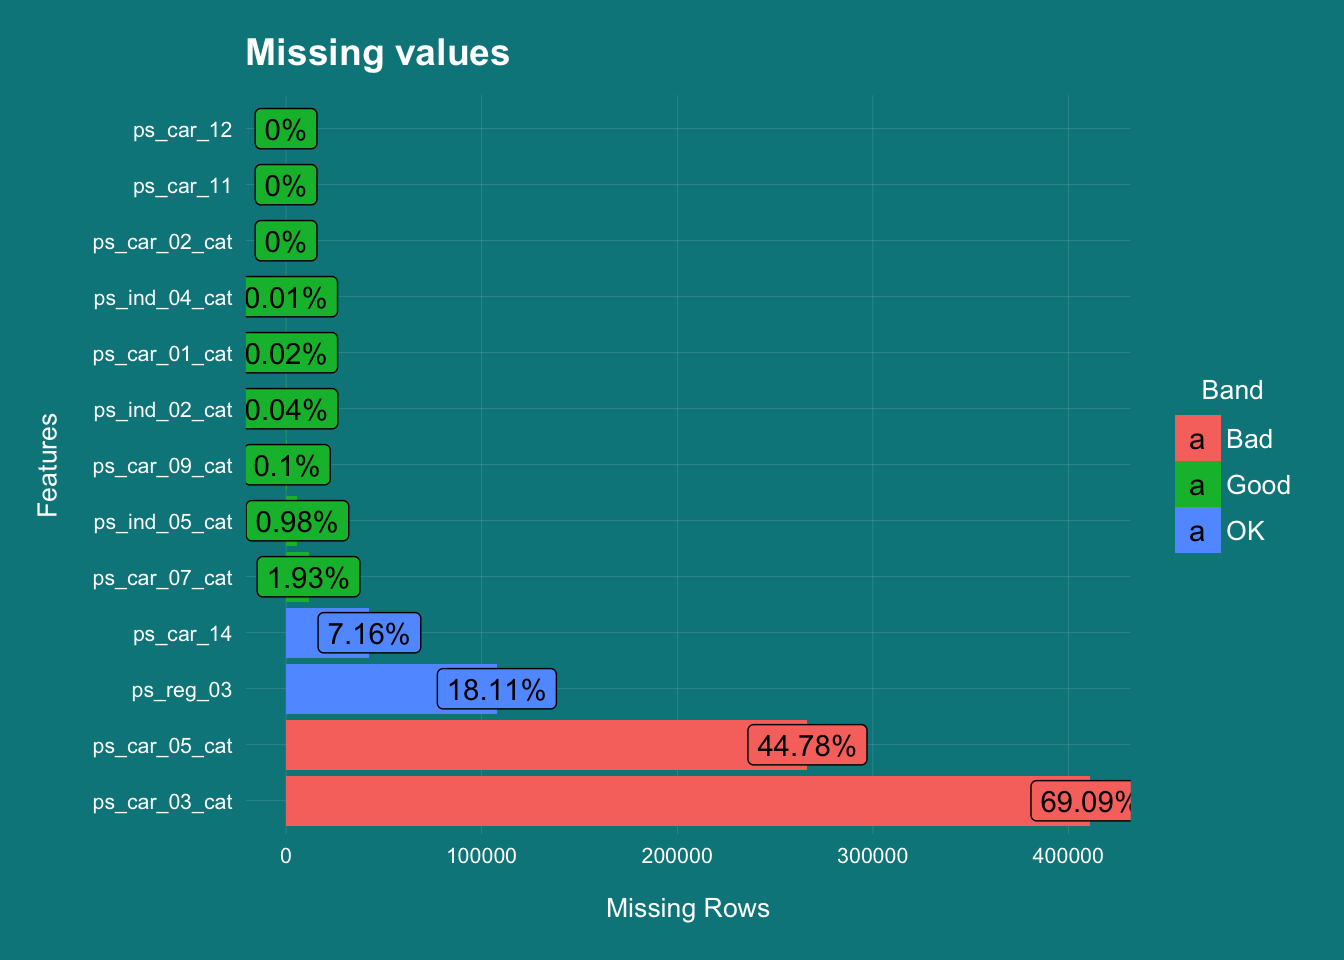 Missing values
ps_car_12 0%
ps_car_11 0%
ps_car_02_cat 0%
ps_ind_04_cat 0.01%
ps_car_01_cat 0.02%
ps_ind_02_cat 0.04%
ps_car_09_cat 0.1%
ps_ind_05_cat 0.98%
ps_car_07_cat 1.93%
ps_car_14 7.16%
ps_reg_03 18.11%
ps_car_05_cat 44.78%
ps_car_03_cat 69.09%
0 100000 200000 300000 400000
Missing Rows
Features
Band
a Bad
a Good
a OK